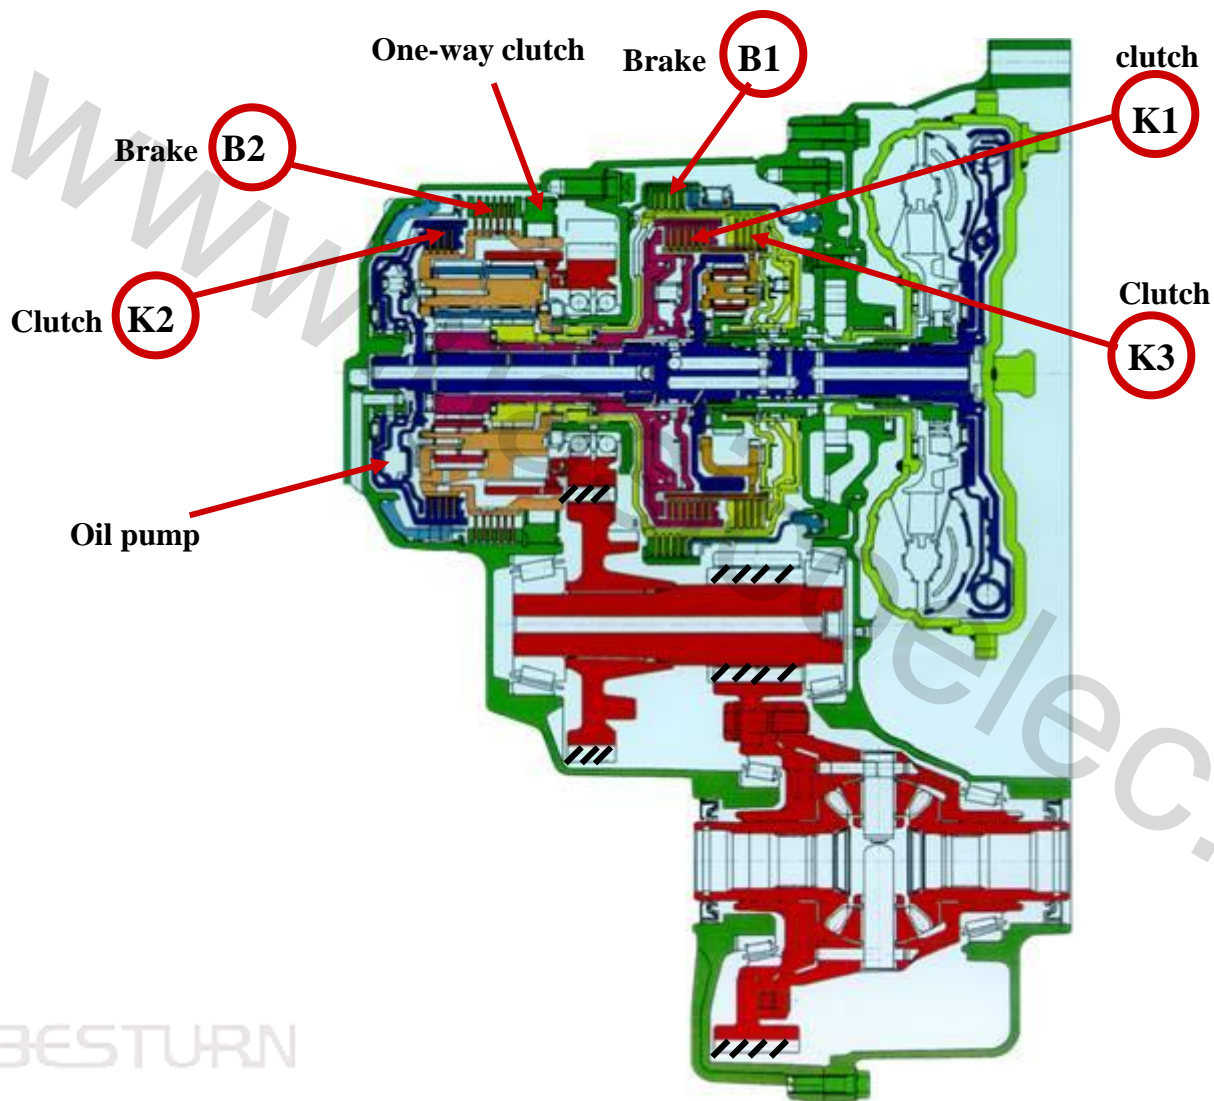 One-way clutch
Brake B1
clutch
K1
Brake B2
Clutch K2
Clutch
K3
Oil pump
BESTURN